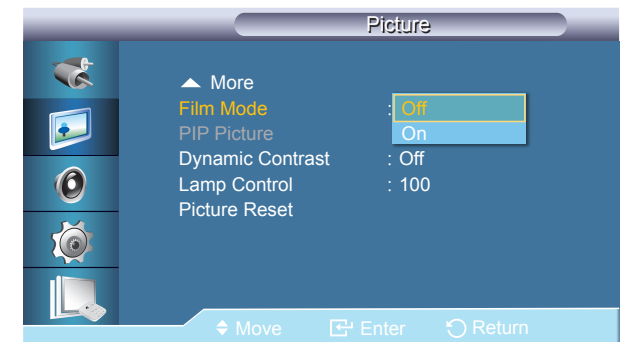 Picture
More
Film Mode : Off
PIP Picture On
Dynamic Contrast : Off
Lamp Control : 100
Picture Reset
Move Enter Return